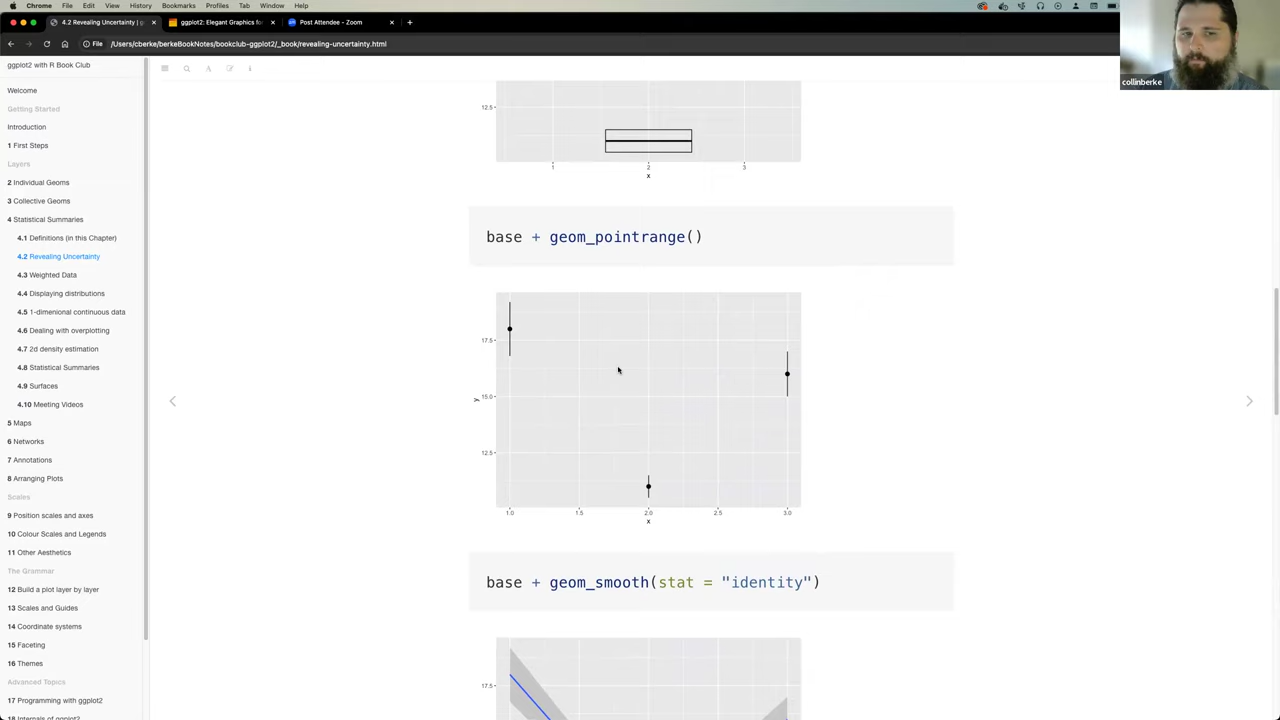 Chrome File Edit View History Bookmarks Profiles Tab Window Help
4.2 Revealing Uncertainty | g
ggplot2: Elegant Graphics fo
Post Attendee - Zoom
File /Users/cberke/berkeBookNotes/bookclub-ggplot2/_book/revealing-uncertainty.html
collinberke
ggplot2 with R Book Club
Welcome
Getting Started
Introduction
1 First Steps
Layers
2 Individual Geoms
3 Collective Geoms
4 Statistical Summaries
4.1 Definitions (in this Chapter)
4.2 Revealing Uncertainty
4.3 Weighted Data
4.4 Displaying distributions
4.5 1-dimenional continuous data
4.6 Dealing with overplotting
4.7 2d density estimation
4.8 Statistical Summaries
4.9 Surfaces
4.10 Meeting Videos
5 Maps
6 Networks
7 Annotations
8 Arranging Plots
Scales
9 Position scales and axes
10 Colour Scales and Legends
11 Other Aesthetics
The Grammar
12 Build a plot layer by layer
13 Scales and Guides
14 Coordinate systems
15 Faceting
16 Themes
Advanced Topics
17 Programming with ggplot2
18 Internals of ggplot2
A
12.5
1 2 3
x
base + geom_pointrange()
17.5
15.0
y
12.5
1.0 1.5 2.0 2.5 3.0
x
base + geom_smooth(stat = "identity")
17.5